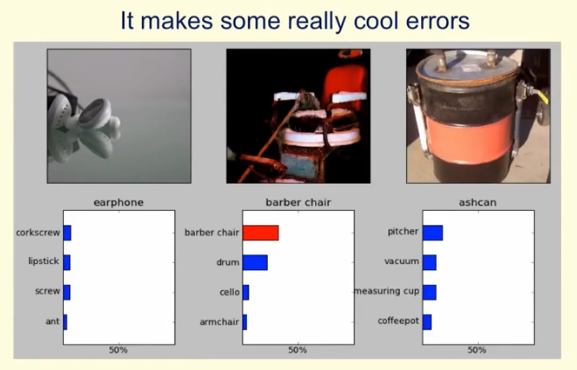 It makes some really cool errors
earphone
corkscrew
lipstick
screw
ant
50%
barber chair
barber chair
drum
cello
armchair
50%
ashcan
pitcher
vacuum
measuring cup
coffeepot
50%